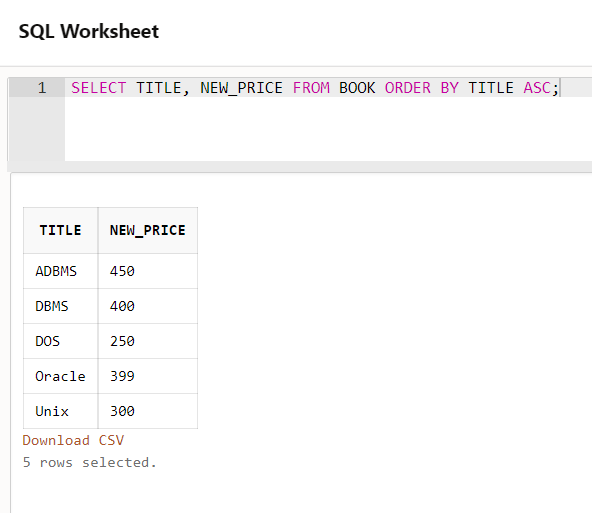 SQL Worksheet
1 SELECT TITLE, NEW_PRICE FROM BOOK ORDER BY TITLE ASC;
TITLE NEW_PRICE
ADBMS 450
DBMS 400
DOS 250
Oracle 399
Unix 300
Download CSV
5 rows selected.